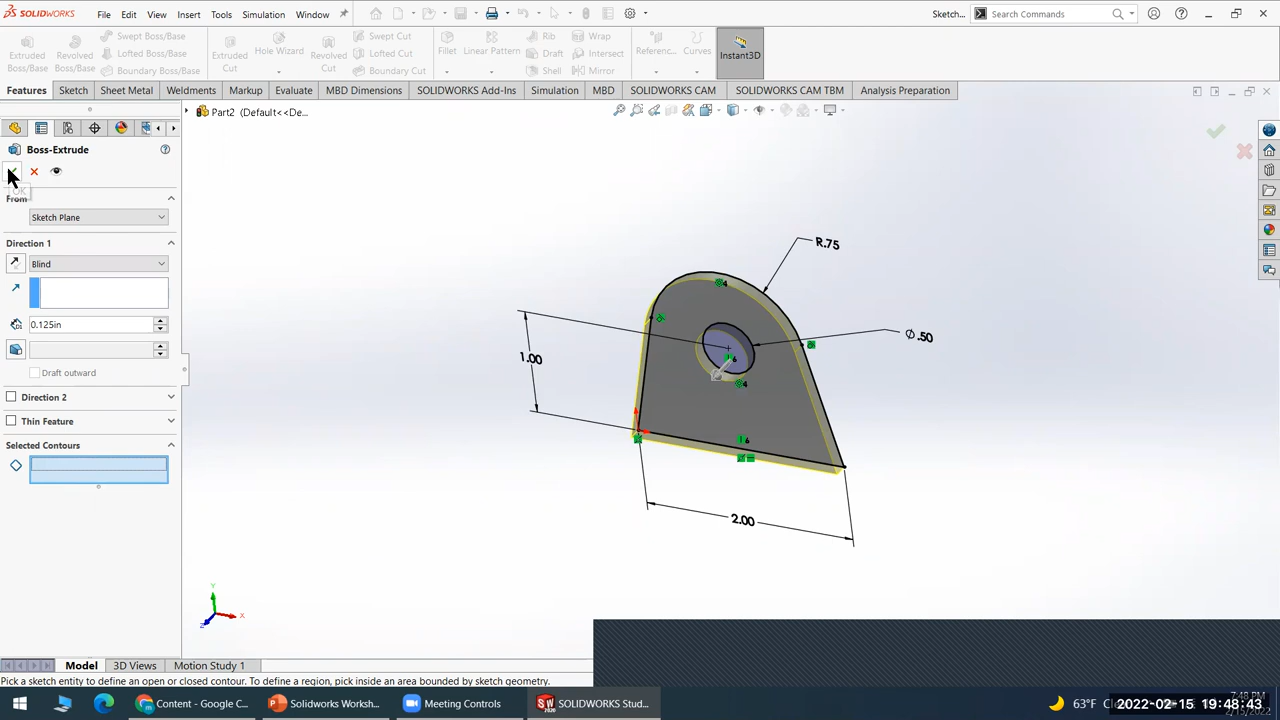 SOLIDWORKS File Edit View Insert Tools Simulation Window Sketch... Search Commands
Extruded Boss/Base
Revolved Boss/Base
Swept Boss/Base
Lofted Boss/Base
Boundary Boss/Base
Extruded Cut
Hole Wizard
Revolved Cut
Swept Cut
Lofted Cut
Boundary Cut
Fillet
Linear Pattern
Rib
Draft
Shell
Wrap
Intersect
Mirror
Referenc...
Curves
Instant3D
Features Sketch Sheet Metal Weldments Markup Evaluate MBD Dimensions SOLIDWORKS Add-Ins Simulation MBD SOLIDWORKS CAM SOLIDWORKS CAM TBM Analysis Preparation
Part2 (Default<<De...
Boss-Extrude
OK
From
Sketch Plane
Direction 1
Blind
0.125in
Draft outward
Direction 2
Thin Feature
Selected Contours
R.75
1.00
Ø.50
2.00
Y
X
Z
Model 3D Views Motion Study 1
Pick a sketch entity to define an open or closed contour. To define a region, pick inside an area bounded by sketch geometry.
Content - Google C... Solidworks Worksh... Meeting Controls SOLIDWORKS Stud... 63°F
2022-02-15 19:48:43